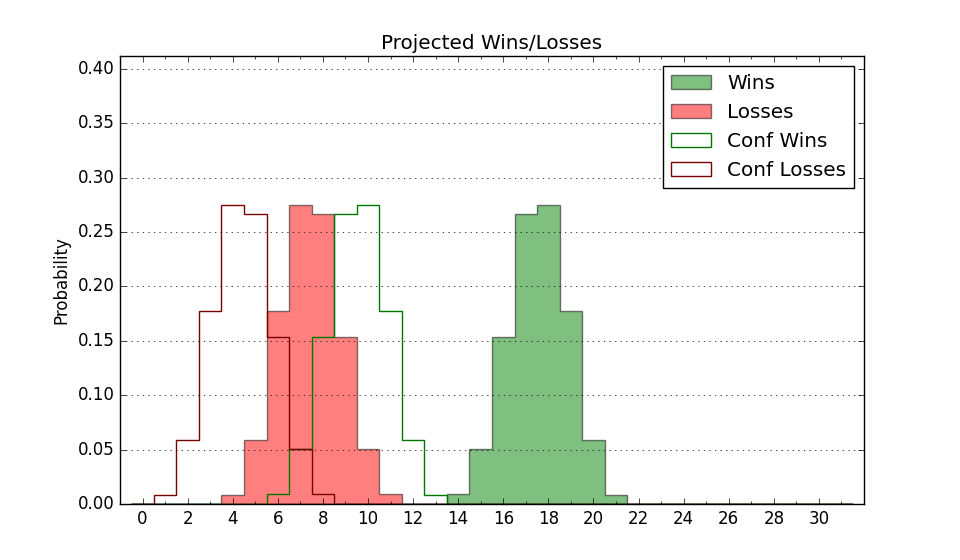 Projected Wins/Losses
0.40
0.35
0.30
0.25
0.20
0.15
0.10
0.05
0.00
Probability
Wins
Losses
Conf Wins
Conf Losses
0 2 4 6 8 10 12 14 16 18 20 22 24 26 28 30